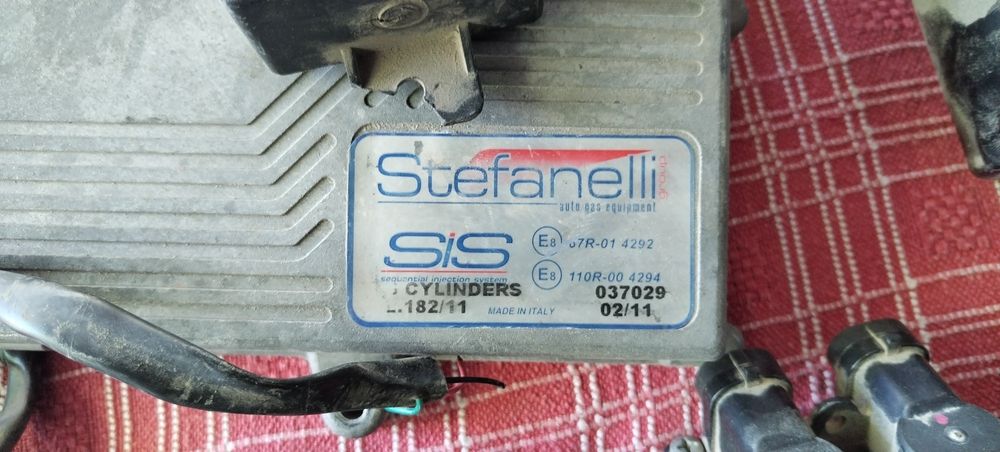 Stefanelli
group
auto gas equipment
SiS
sequential injection system
E8 67R-01 4292
E8 110R-00 4294
CYLINDERS 037029
.182/11 MADE IN ITALY 02/11